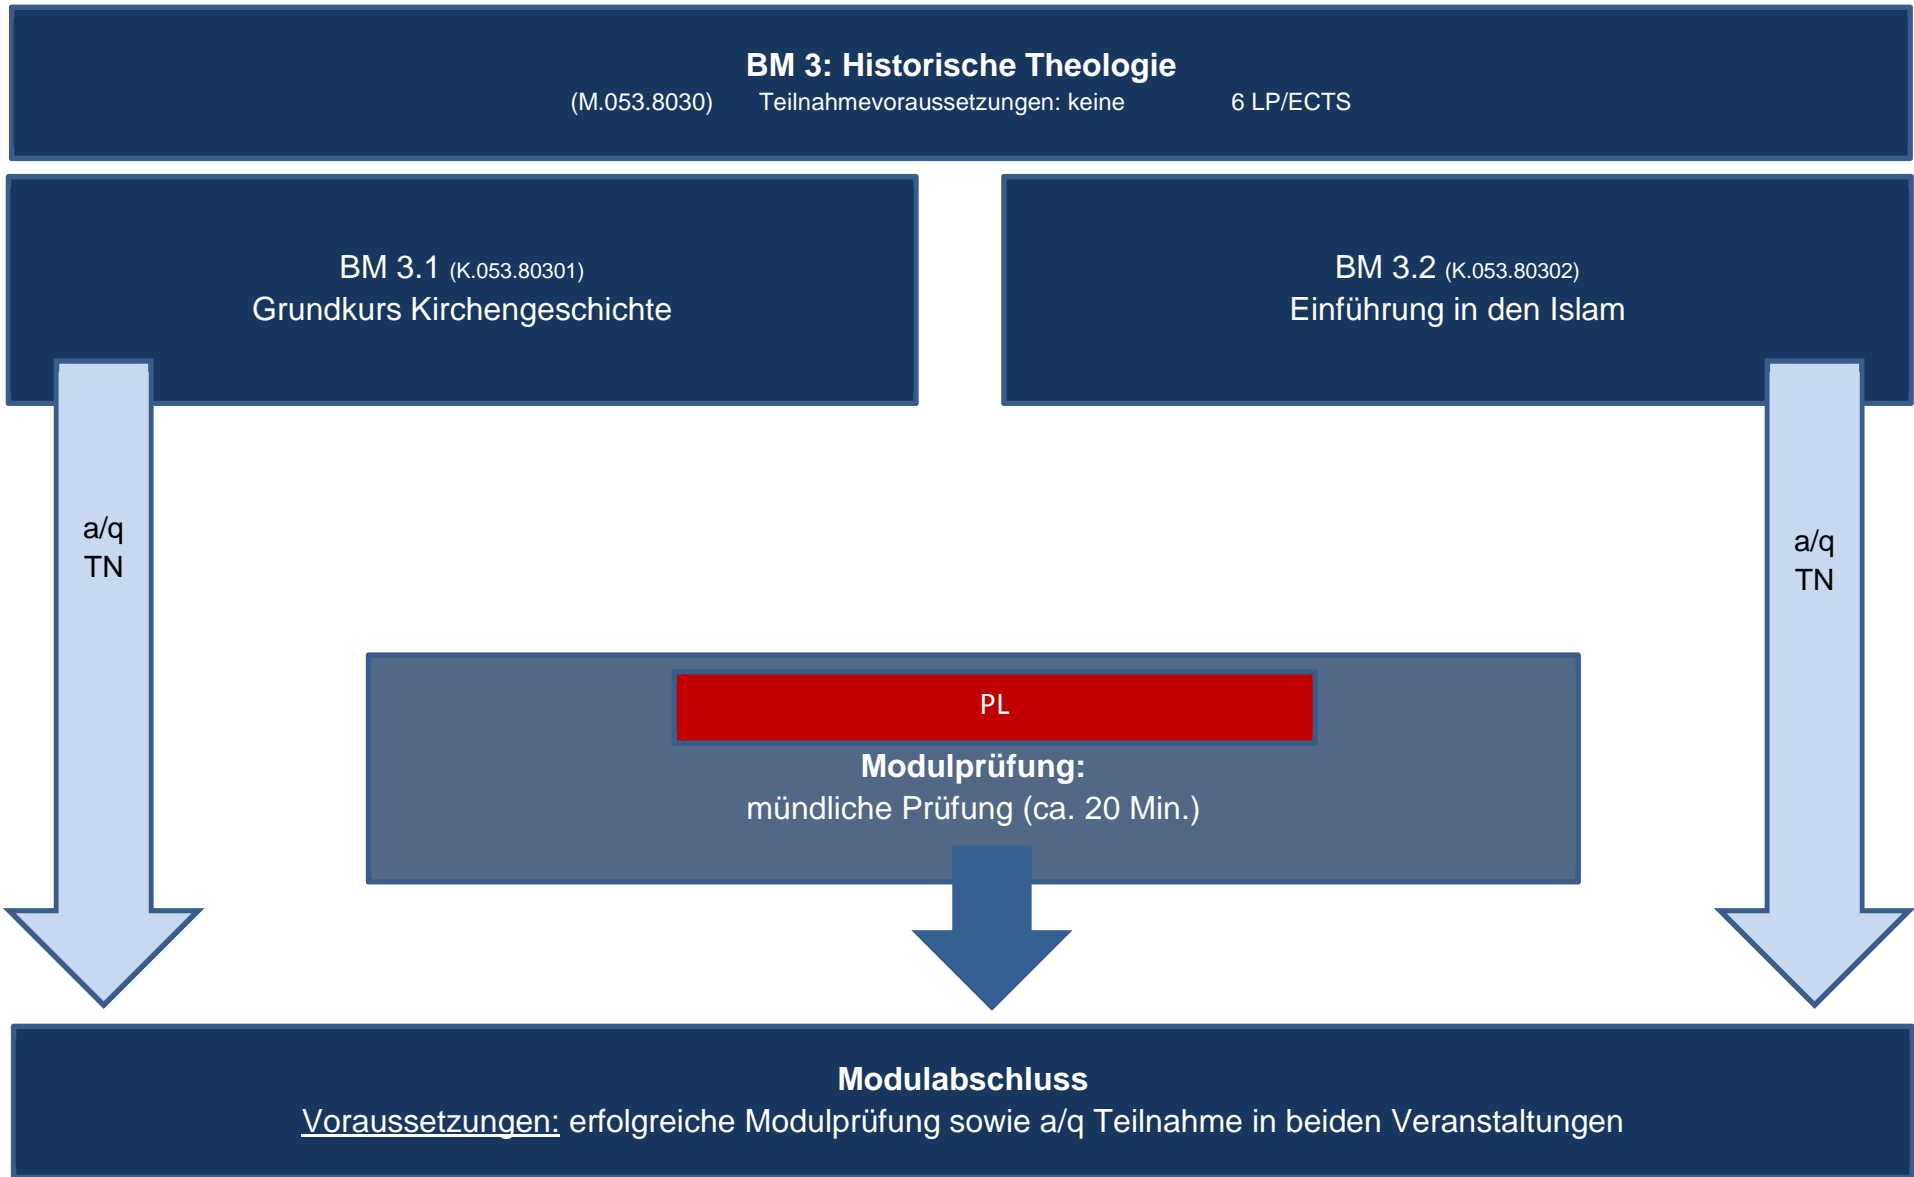 BM 3: Historische Theologie
(M.053.8030) Teilnahmevoraussetzungen: keine 6 LP/ECTS
BM 3.1 (K.053.80301)
Grundkurs Kirchengeschichte
BM 3.2 (K.053.80302)
Einführung in den Islam
a/q
TN
a/q
TN
PL
Modulprüfung:
mündliche Prüfung (ca. 20 Min.)
Modulabschluss
Voraussetzungen: erfolgreiche Modulprüfung sowie a/q Teilnahme in beiden Veranstaltungen